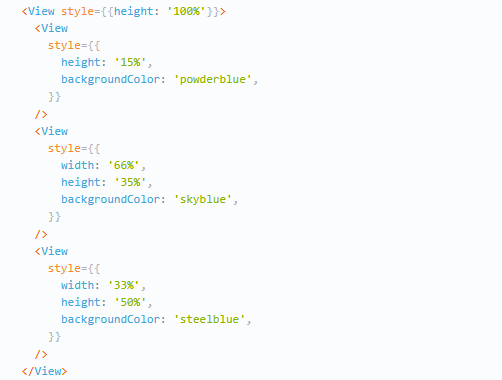 <View style={{height: '100%'}}>
  <View
    style={{
      height: '15%',
      backgroundColor: 'powderblue',
    }}
  />
  <View
    style={{
      width: '66%',
      height: '35%',
      backgroundColor: 'skyblue',
    }}
  />
  <View
    style={{
      width: '33%',
      height: '50%',
      backgroundColor: 'steelblue',
    }}
  />
</View>